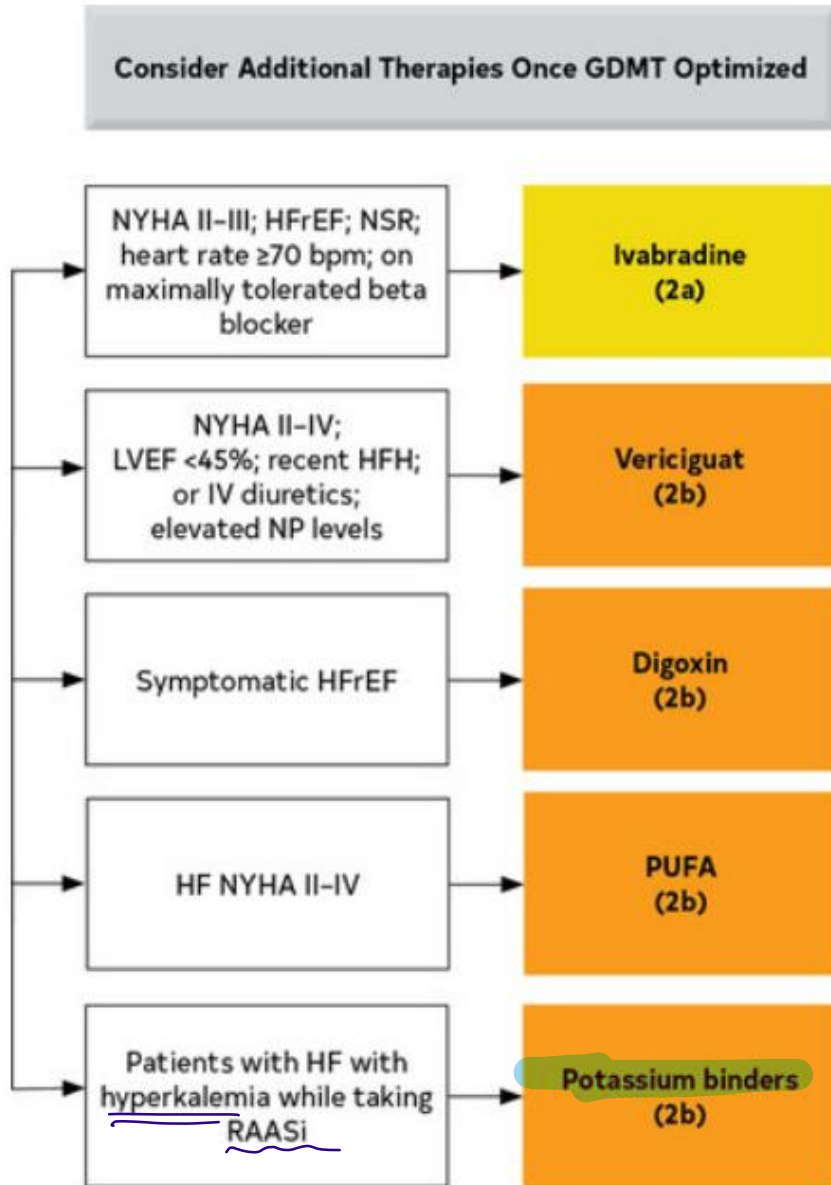 Consider Additional Therapies Once GDMT Optimized
NYHA II–III; HFrEF; NSR;
heart rate ≥70 bpm; on
maximally tolerated beta
blocker
Ivabradine
(2a)
NYHA II–IV;
LVEF <45%; recent HFH;
or IV diuretics;
elevated NP levels
Vericiguat
(2b)
Symptomatic HFrEF
Digoxin
(2b)
HF NYHA II–IV
PUFA
(2b)
Patients with HF with
hyperkalemia while taking
RAASi
Potassium binders
(2b)